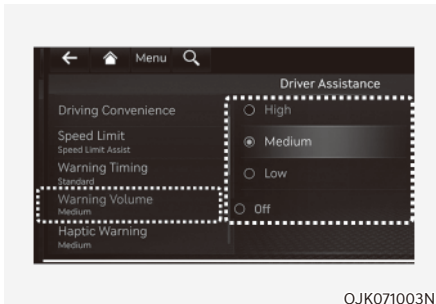 Menu
Driver Assistance
Driving Convenience
Speed Limit
Speed Limit Assist
Warning Timing
Standard
Warning Volume
Medium
Haptic Warning
Medium
High
Medium
Low
Off
OJK071003N